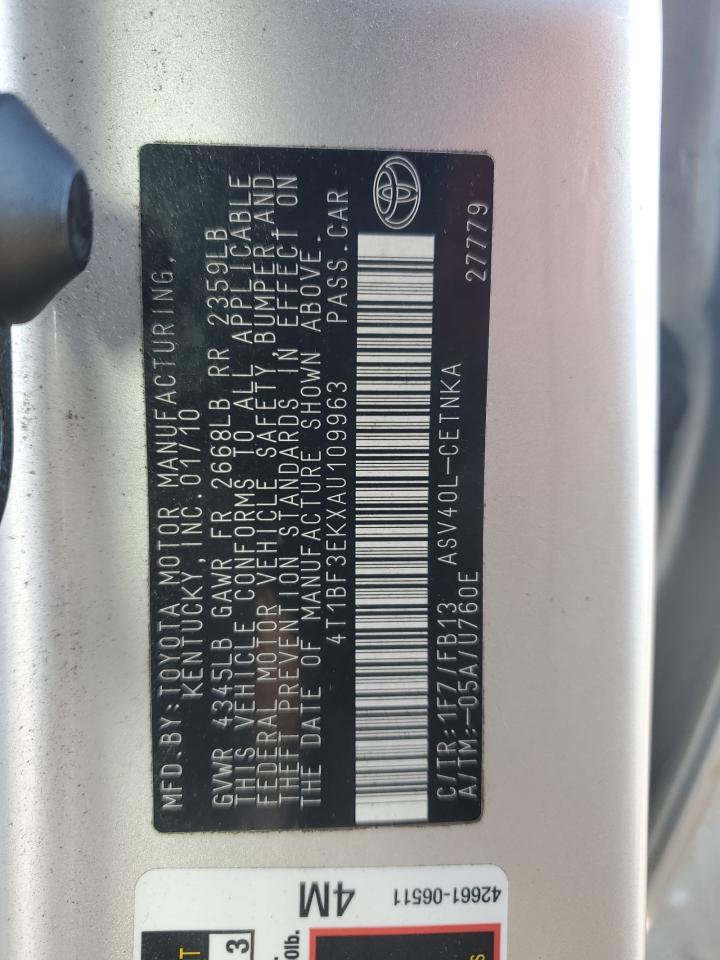 MFD.BY:TOYOTA MOTOR MANUFACTURING,
KENTUCKY, INC.01/10
GVWR 4345LB GAWR FR 2668LB RR 2359LB
THIS VEHICLE CONFORMS TO ALL APPLICABLE
FEDERAL MOTOR VEHICLE SAFETY, BUMPER,AND
THEFT PREVENTION STANDARDS IN EFFECT ON
THE DATE OF MANUFACTURE SHOWN ABOVE.
4T1BF3EKXAU109963 PASS.CAR
C/TR:1F7/FB13 ASV40L-CETNKA
A/TM:-05A/U760E 27779
4M
42661-06511
3